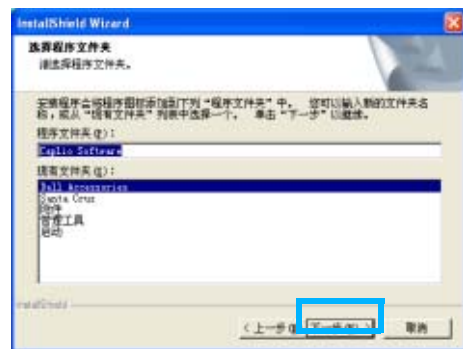 InstallShield Wizard
选择程序文件夹
请选择程序文件夹。
安装程序会将程序图标添加到下列“程序文件夹”中。 您可以输入新的文件夹名
称，或从“现有文件夹”列表中选择一个。 单击“下一步”以继续。
程序文件夹(P)：
Caplio Software
现有文件夹(X)：
Dell Accessories
Santa Cruz
附件
管理工具
启动
InstallShield
<上一步(B) 下一步(N)> 取消